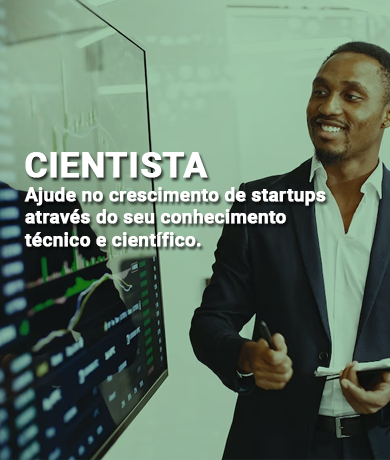 CIENTISTA
Ajude no crescimento de startups
através do seu conhecimento
técnico e científico.